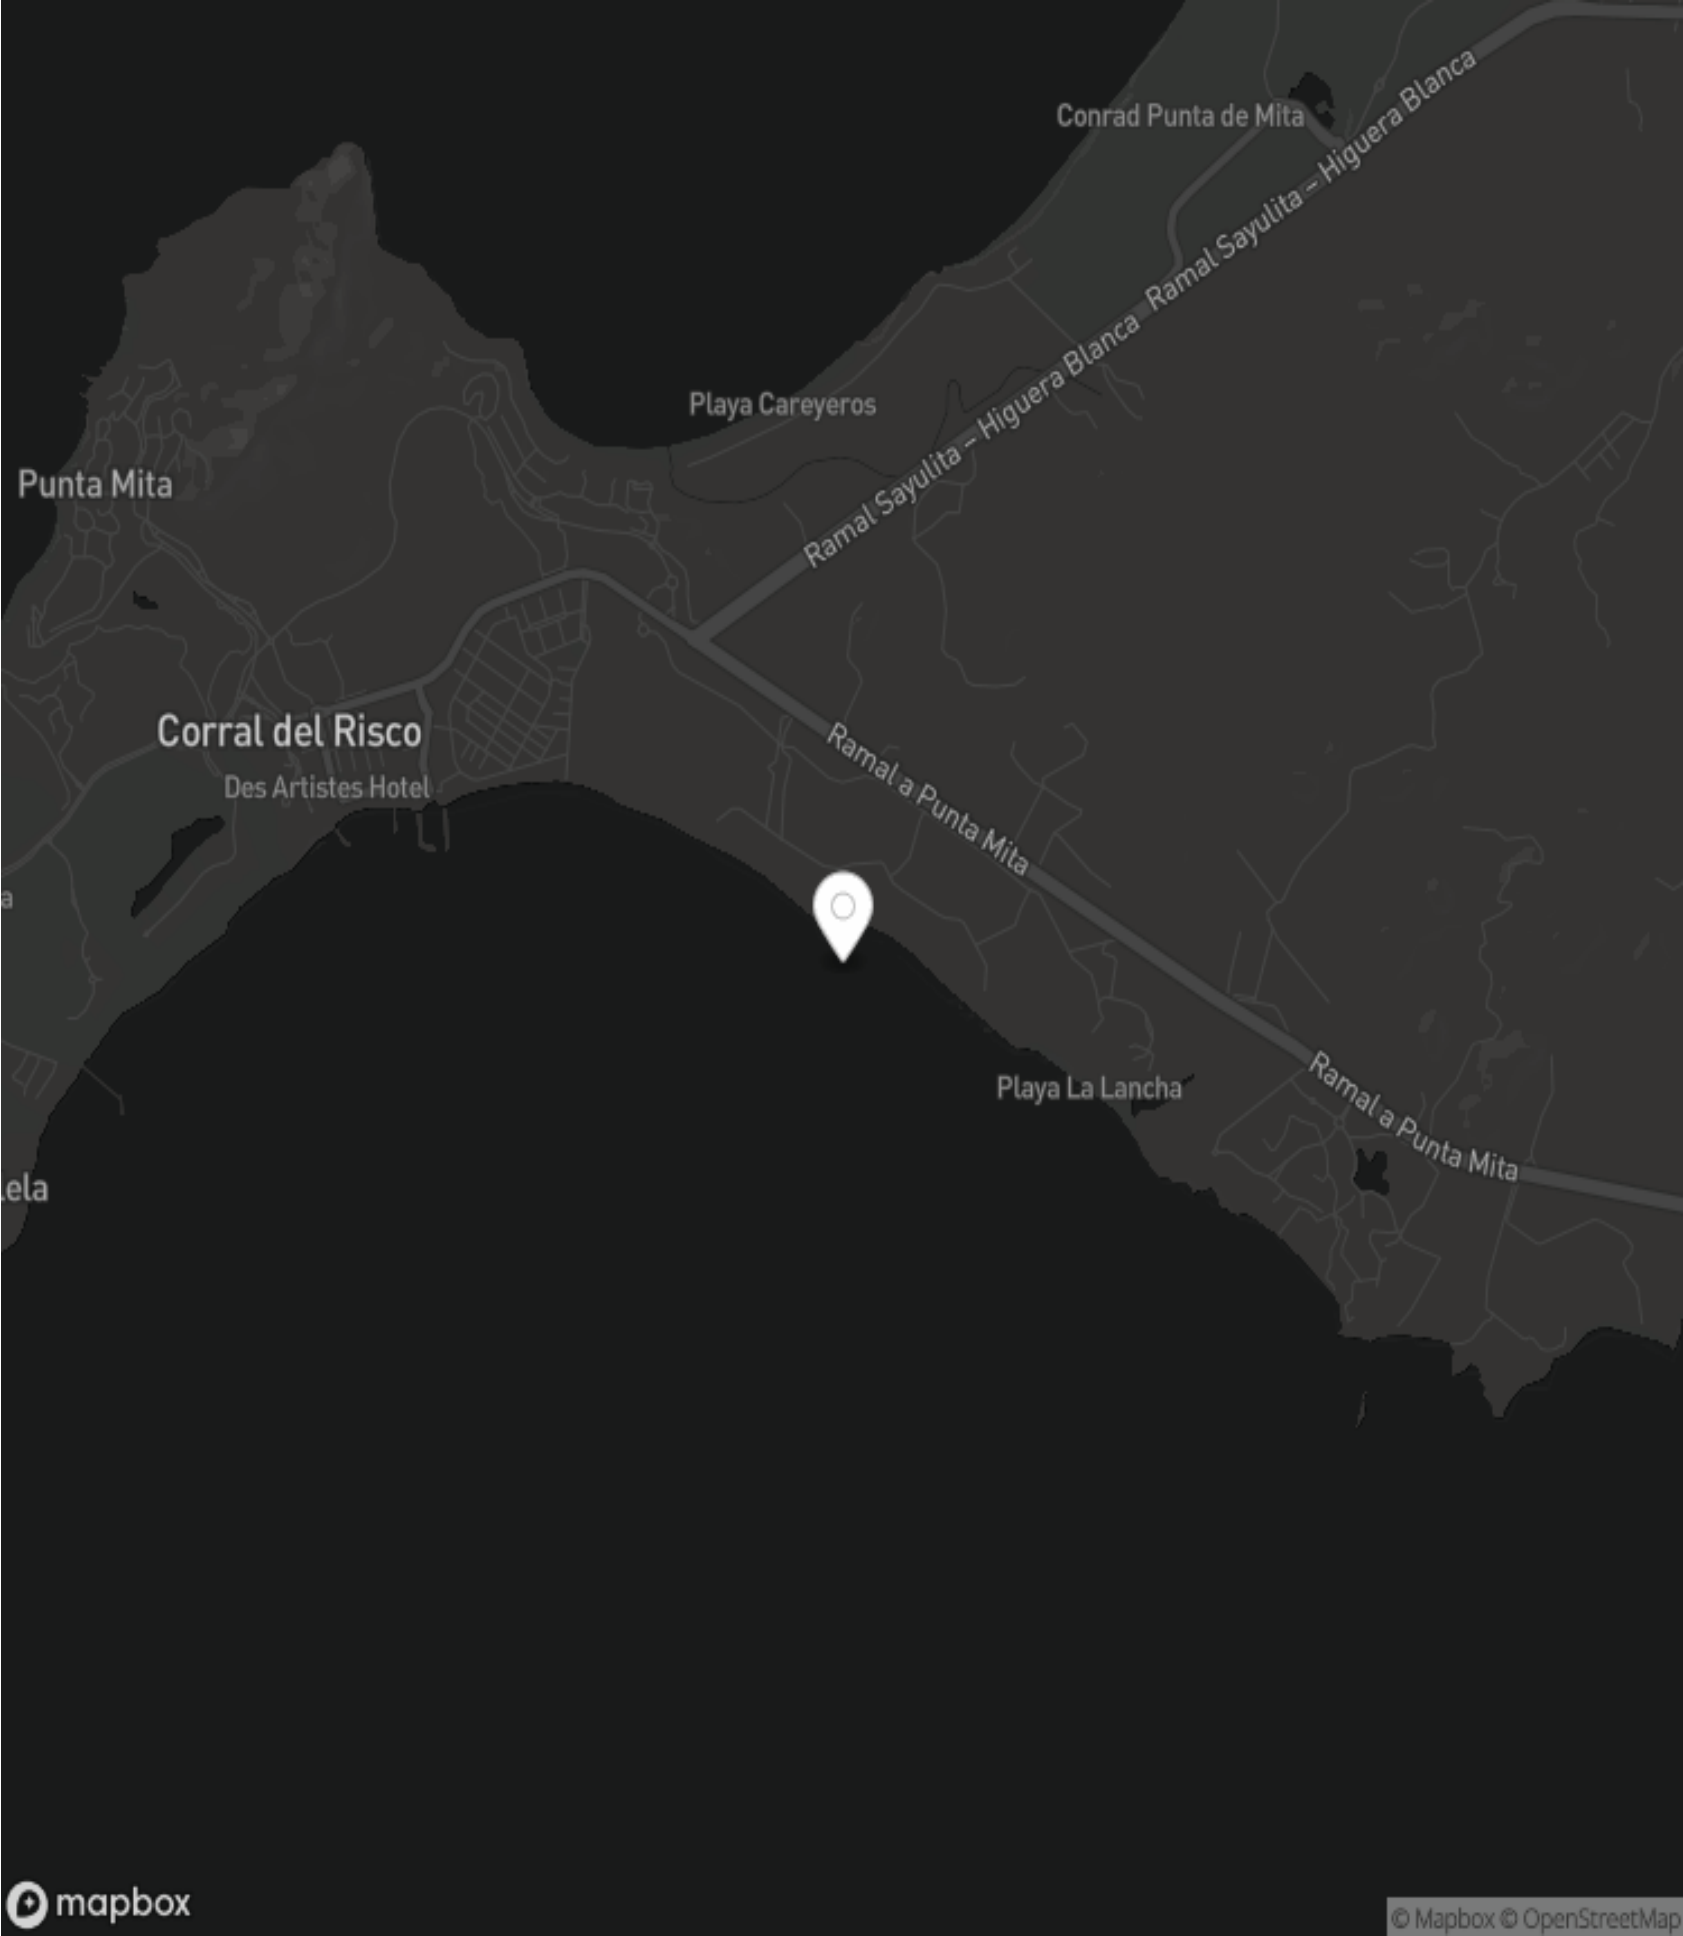 Conrad Punta de Mita
Ramal Sayulita – Higuera Blanca
Ramal Sayulita – Higuera Blanca
Playa Careyeros
Punta Mita
Corral del Risco
Des Artistes Hotel
Ramal a Punta Mita
a
Playa La Lancha
Ramal a Punta Mita
ela
mapbox
© Mapbox © OpenStreetMap